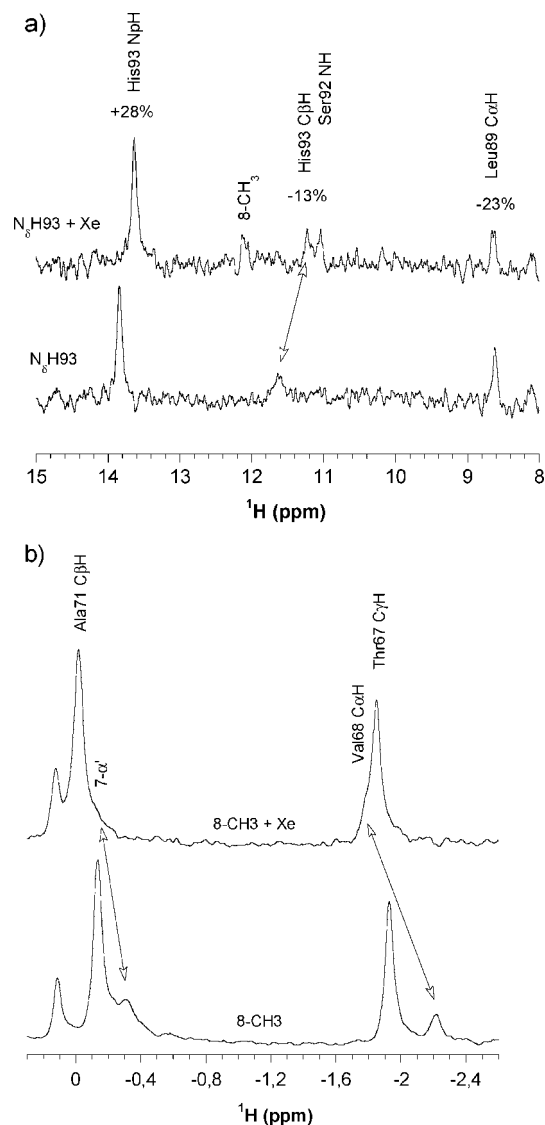 a)
His93 NpH
+28%
8-CH₃
His93 CβH
Ser92 NH
-13%
Leu89 CαH
-23%
NδH93 + Xe
NδH93
15 14 13 12 11 10 9 8
¹H (ppm)
b)
Ala71 CβH
7-α'
Val68 CαH
Thr67 CγH
8-CH3 + Xe
8-CH3
0 -0,4 -0,8 -1,2 -1,6 -2 -2,4
¹H (ppm)